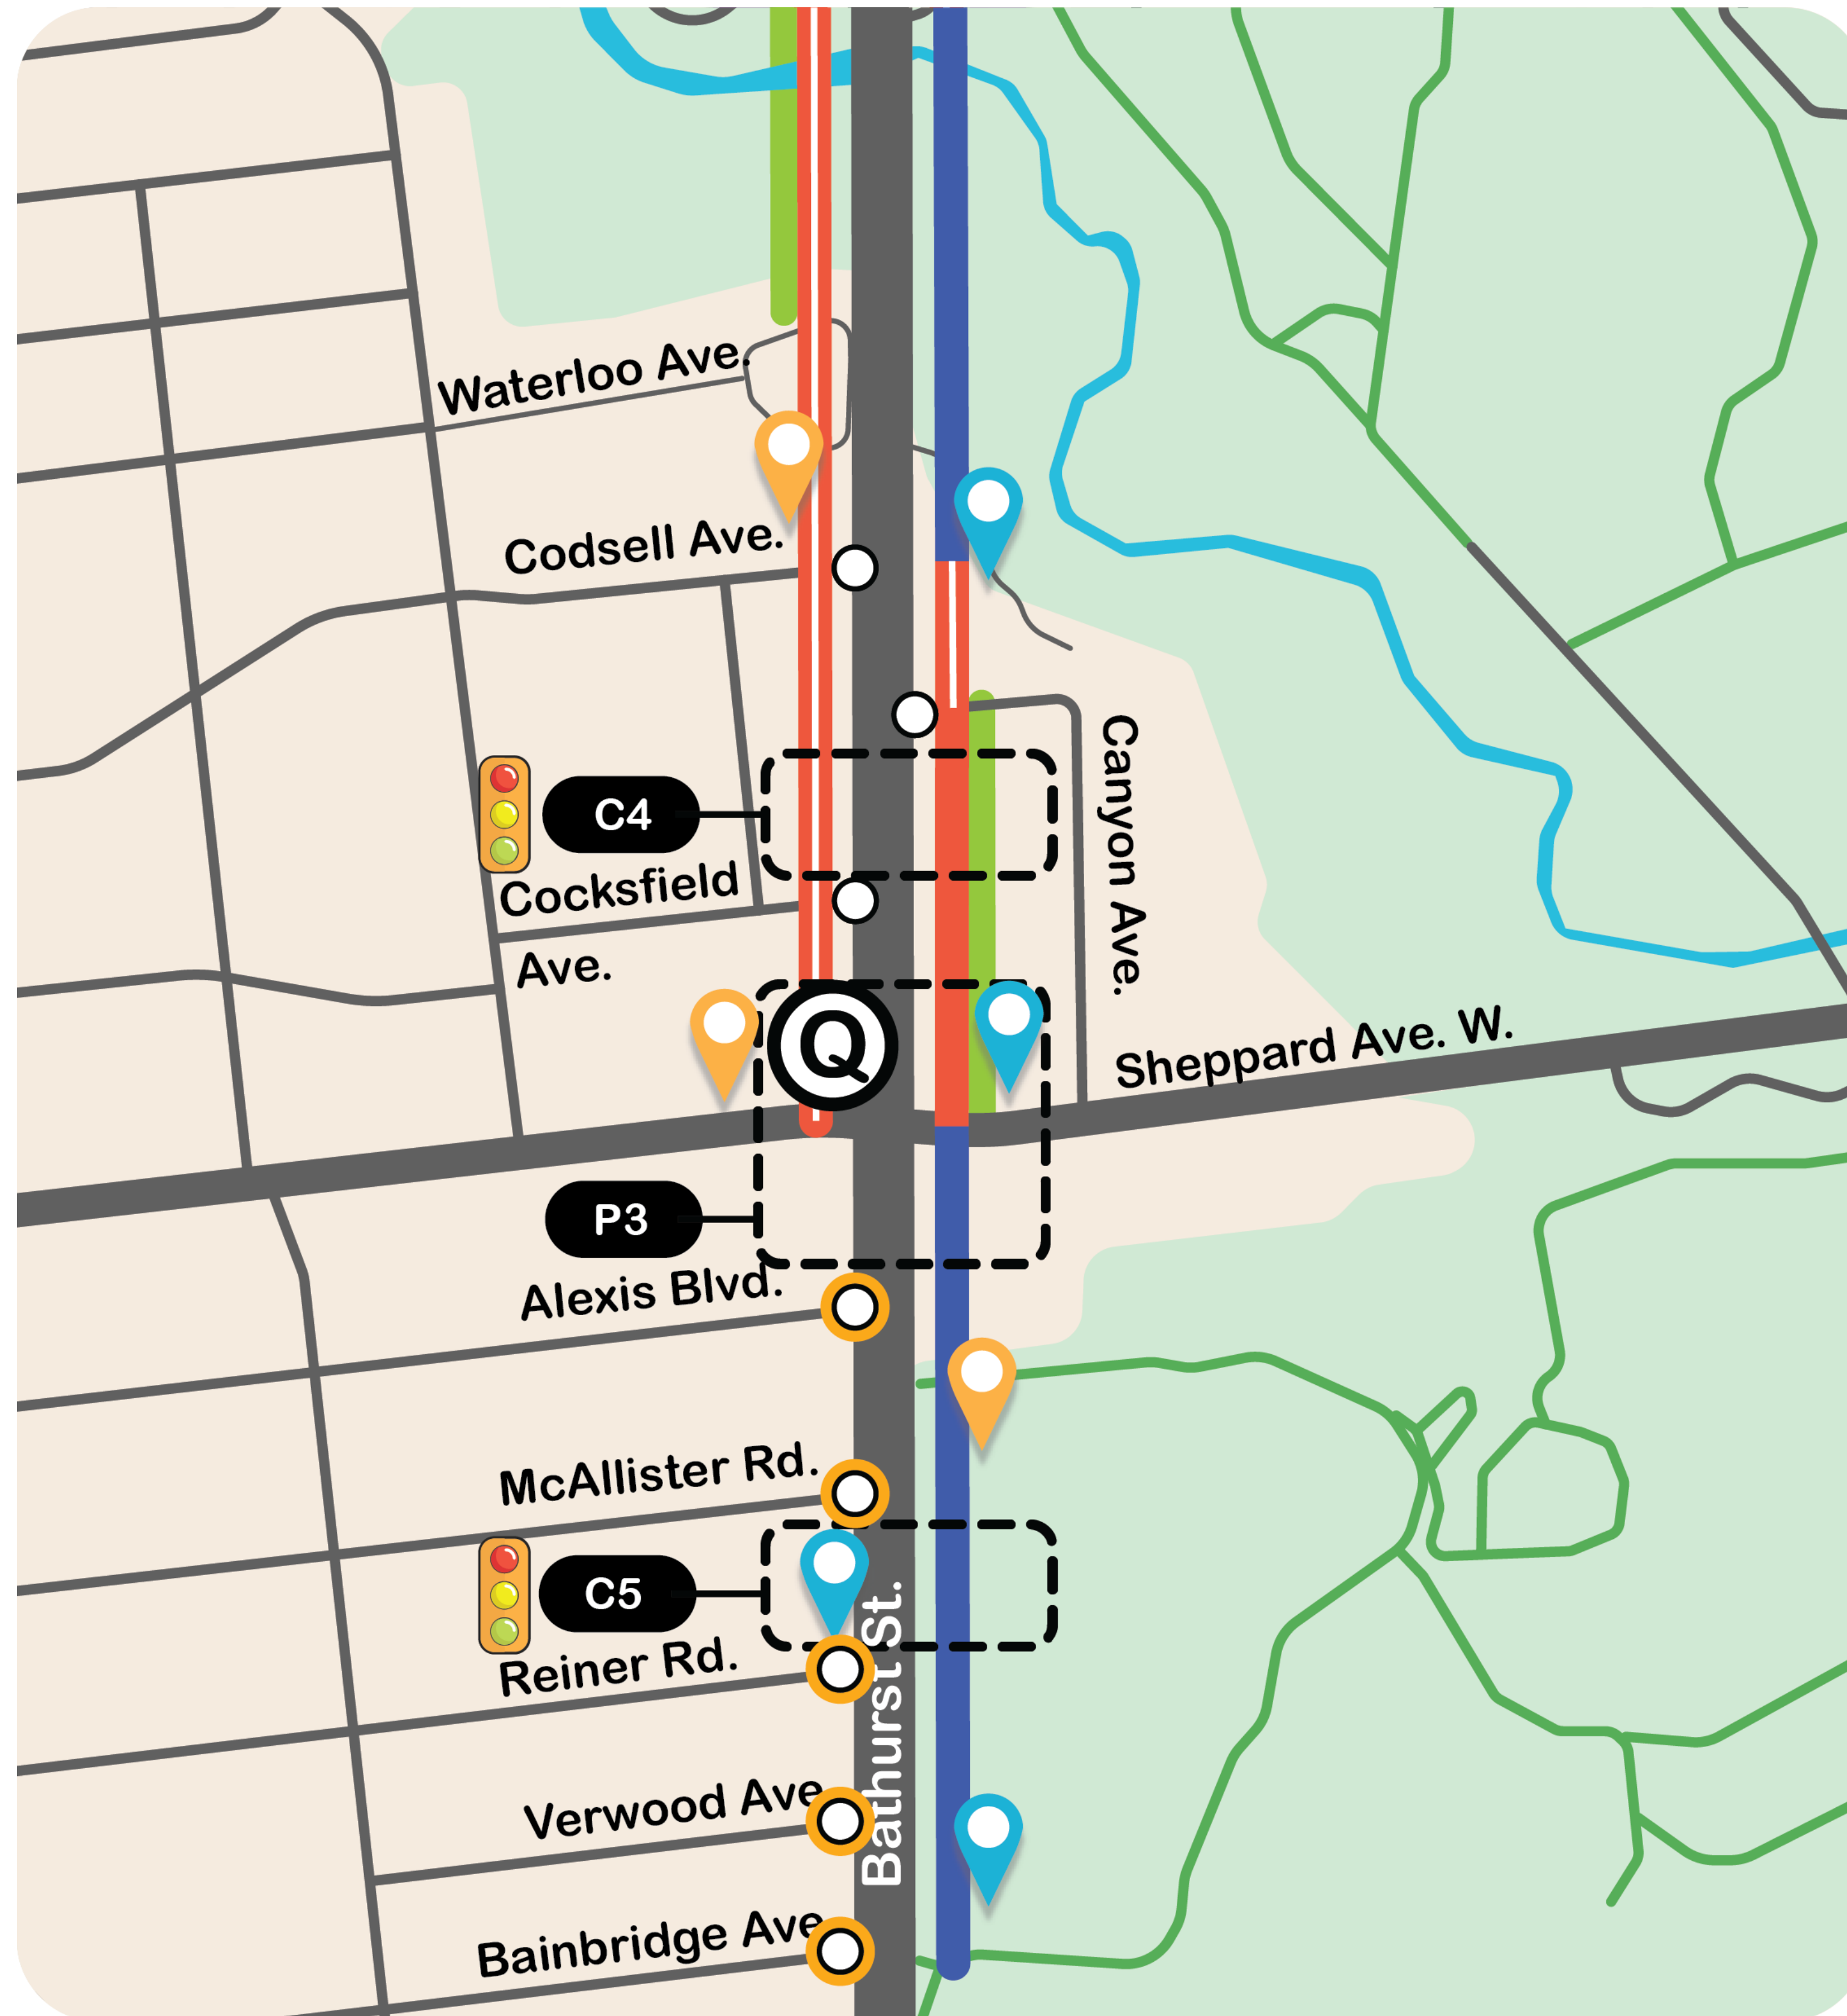 Waterloo Ave.
Codsell Ave.
Canyon Ave.
C4
Cocksfield
Ave.
Q
Sheppard Ave. W.
P3
Alexis Blvd.
McAllister Rd.
C5
Bathurst St.
Reiner Rd.
Verwood Ave
Bainbridge Ave